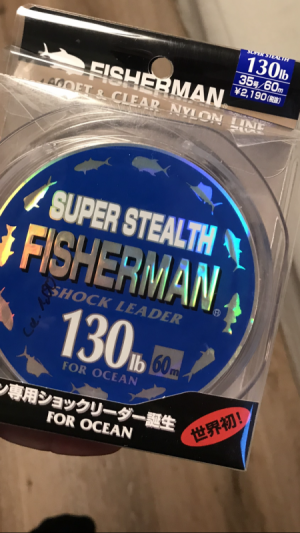 SUPER STEALTH
130lb
35号/60m
¥2,190(税抜)
FISHERMAN
SOFT & CLEAR NYLON LINE
SUPER STEALTH
FISHERMAN®
SHOCK LEADER
130lb
60m
FOR OCEAN
ン専用ショックリーダー誕生
FOR OCEAN
世界初!